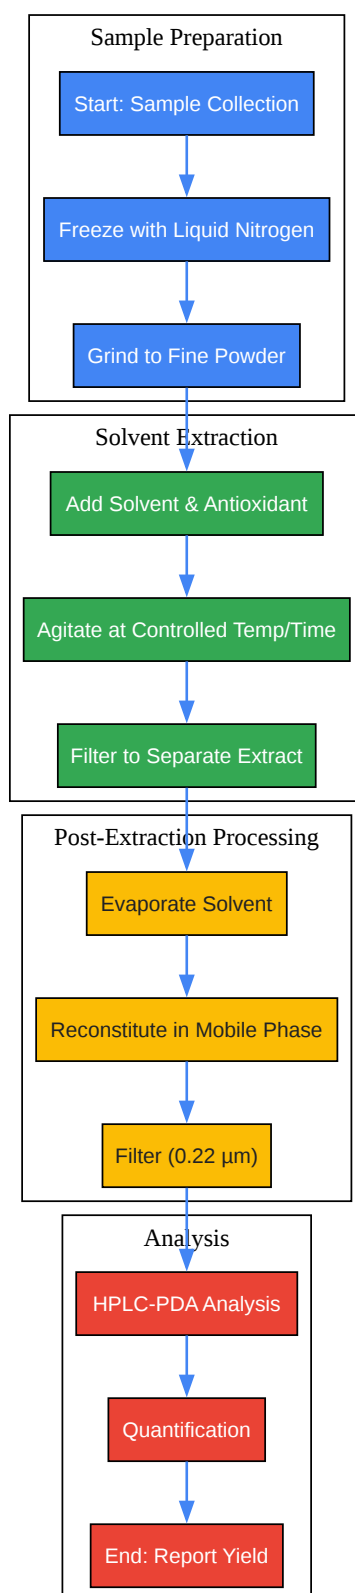 Sample Preparation
Start: Sample Collection
Freeze with Liquid Nitrogen
Grind to Fine Powder
Solvent Extraction
Add Solvent & Antioxidant
Agitate at Controlled Temp/Time
Filter to Separate Extract
Post-Extraction Processing
Evaporate Solvent
Reconstitute in Mobile Phase
Filter (0.22 µm)
Analysis
HPLC-PDA Analysis
Quantification
End: Report Yield